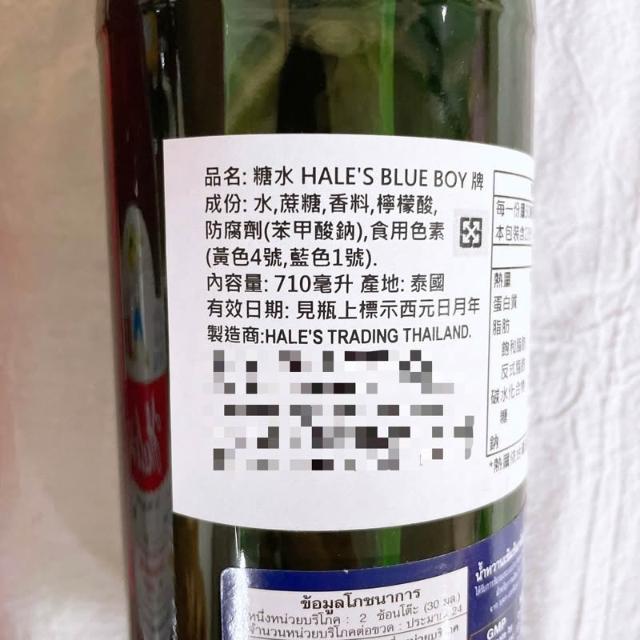 品名: 糖水 HALE'S BLUE BOY 牌
成份: 水,蔗糖,香料,檸檬酸,
防腐劑(苯甲酸鈉),食用色素
(黃色4號,藍色1號).
內容量: 710毫升 產地: 泰國
有效日期: 見瓶上標示西元日月年
製造商:HALE'S TRADING THAILAND.
每一份量
本包裝含
熱量
蛋白質
脂肪
飽和脂肪
反式脂肪
碳水化合物
糖
鈉
ข้อมูลโภชนาการ
หนึ่งหน่วยบริโภค : 2 ช้อนโต๊ะ (30 มล.)
จำนวนหน่วยบริโภคต่อขวด : ประมาณ 24
GMP